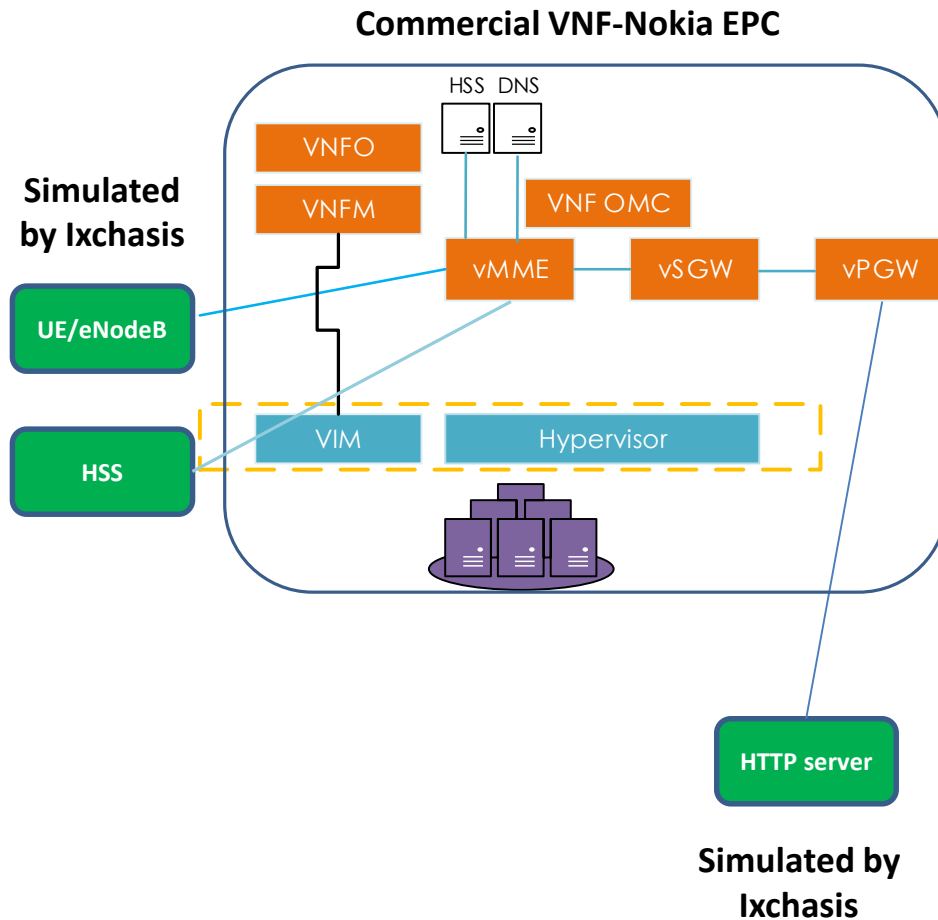 Commercial VNF-Nokia EPC
HSS DNS
VNFO
Simulated
by Ixchasis
VNFM
VNF OMC
vMME
vSGW
vPGW
UE/eNodeB
VIM
Hypervisor
HSS
HTTP server
Simulated by
Ixchasis